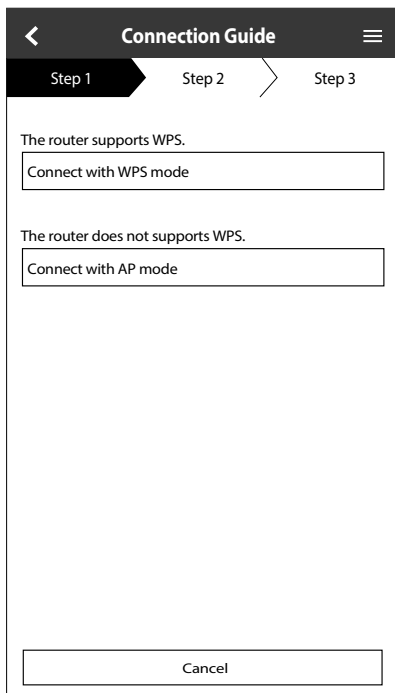 Connection Guide
Step 1 Step 2 Step 3
The router supports WPS.
Connect with WPS mode
The router does not supports WPS.
Connect with AP mode
Cancel